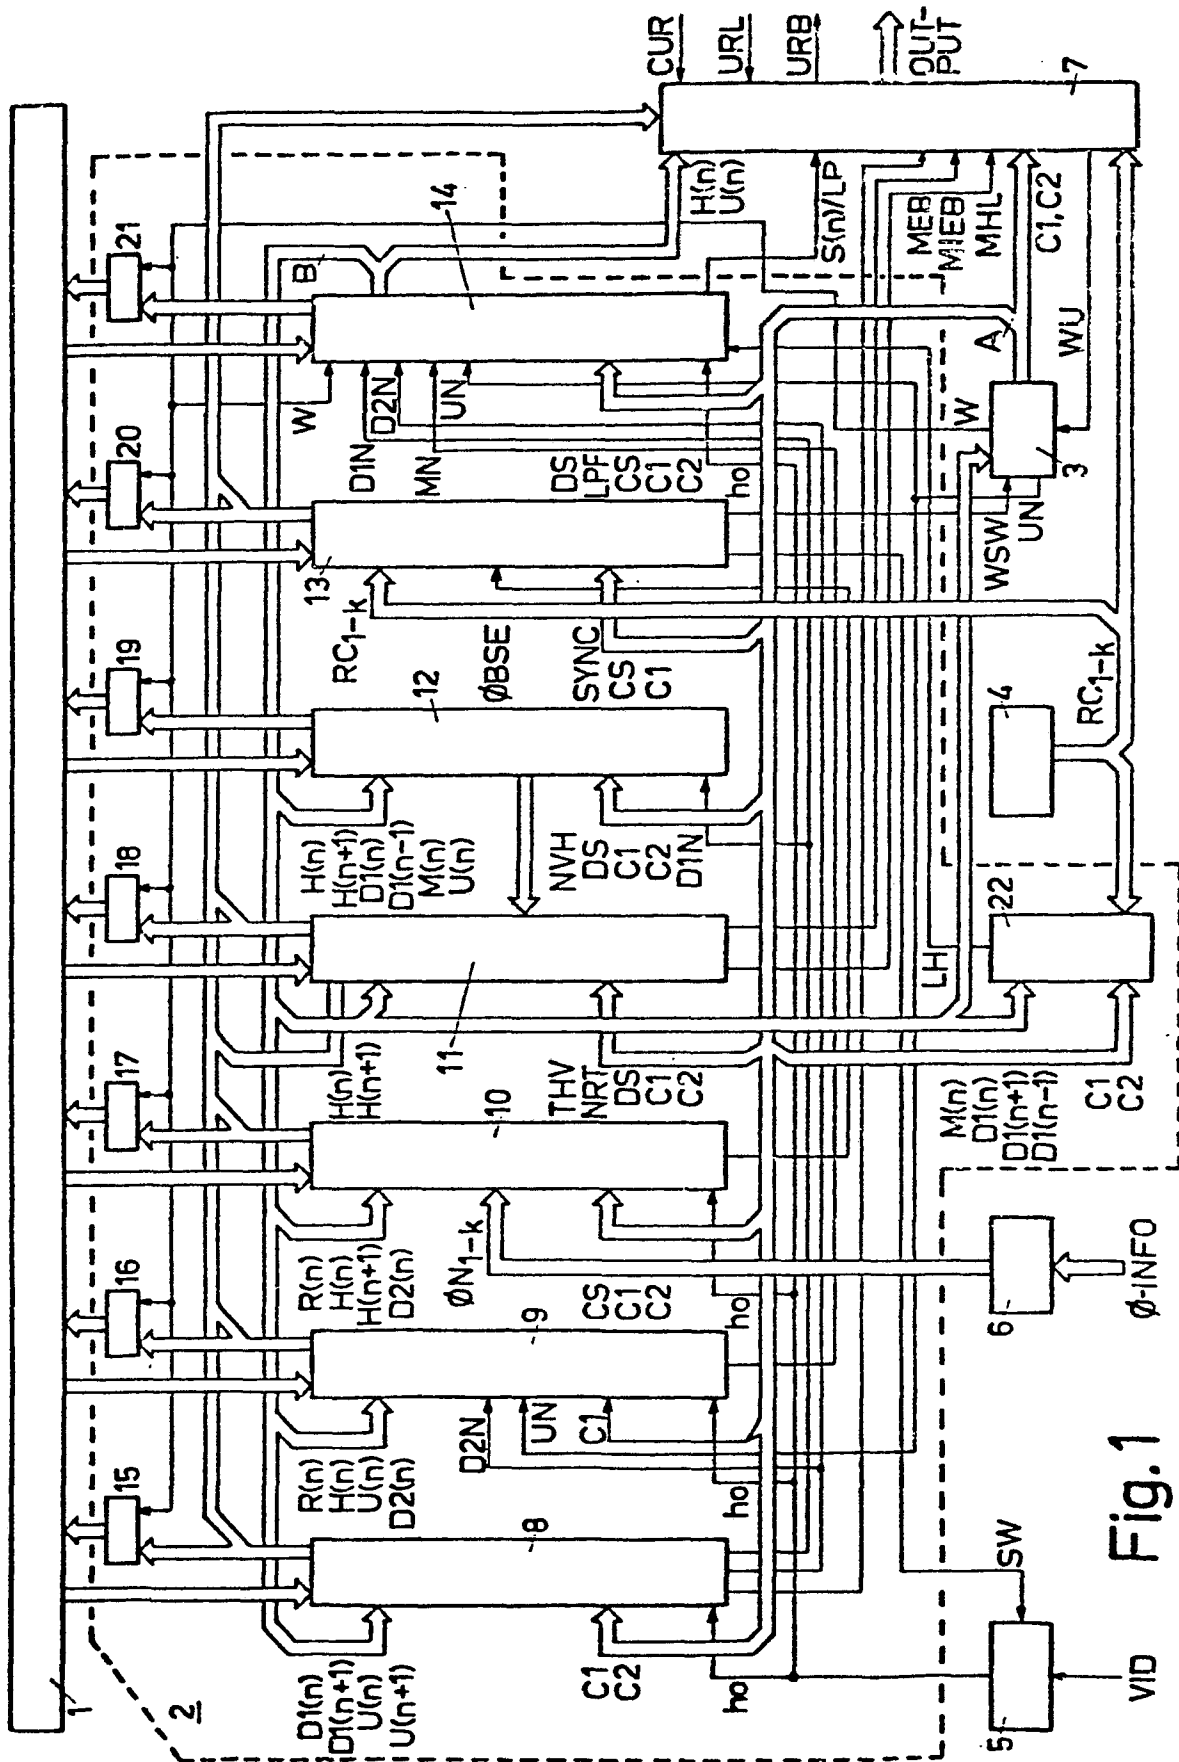 1
2
15
16
17
18
19
20
21
B
W
D1(n)
D1(n+1)
U(n)
U(n+1)
8
C1
C2
ho
R(n)
H(n)
U(n)
D2(n)
D2N
UN
C1
ho
9
R(n)
H(n)
H(n+1)
D2(n)
ØN1-k
CS
C1
C2
ho
10
H(n)
H(n+1)
11
THV
NRT
DS
C1
C2
H(n)
H(n+1)
D1(n)
D1(n-1)
M(n)
U(n)
12
NVH
DS
C1
C2
D1N
13
RC1-k
ØBSE
SYNC
CS
C1
14
D1N
D2N
MN
UN
DS
LPF
CS
C1
C2
ho
H(n)
U(n)
S(n)/LP
MEB
MIEB
MHL
C1,C2
CUR
URL
URB
OUT-
PUT
7
A
W
WU
3
WSW
UN
4
RC1-k
LH
22
M(n)
D1(n)
D1(n+1)
D1(n-1)
C1
C2
6
Ø-INFO
SW
5
VID
Fig.1